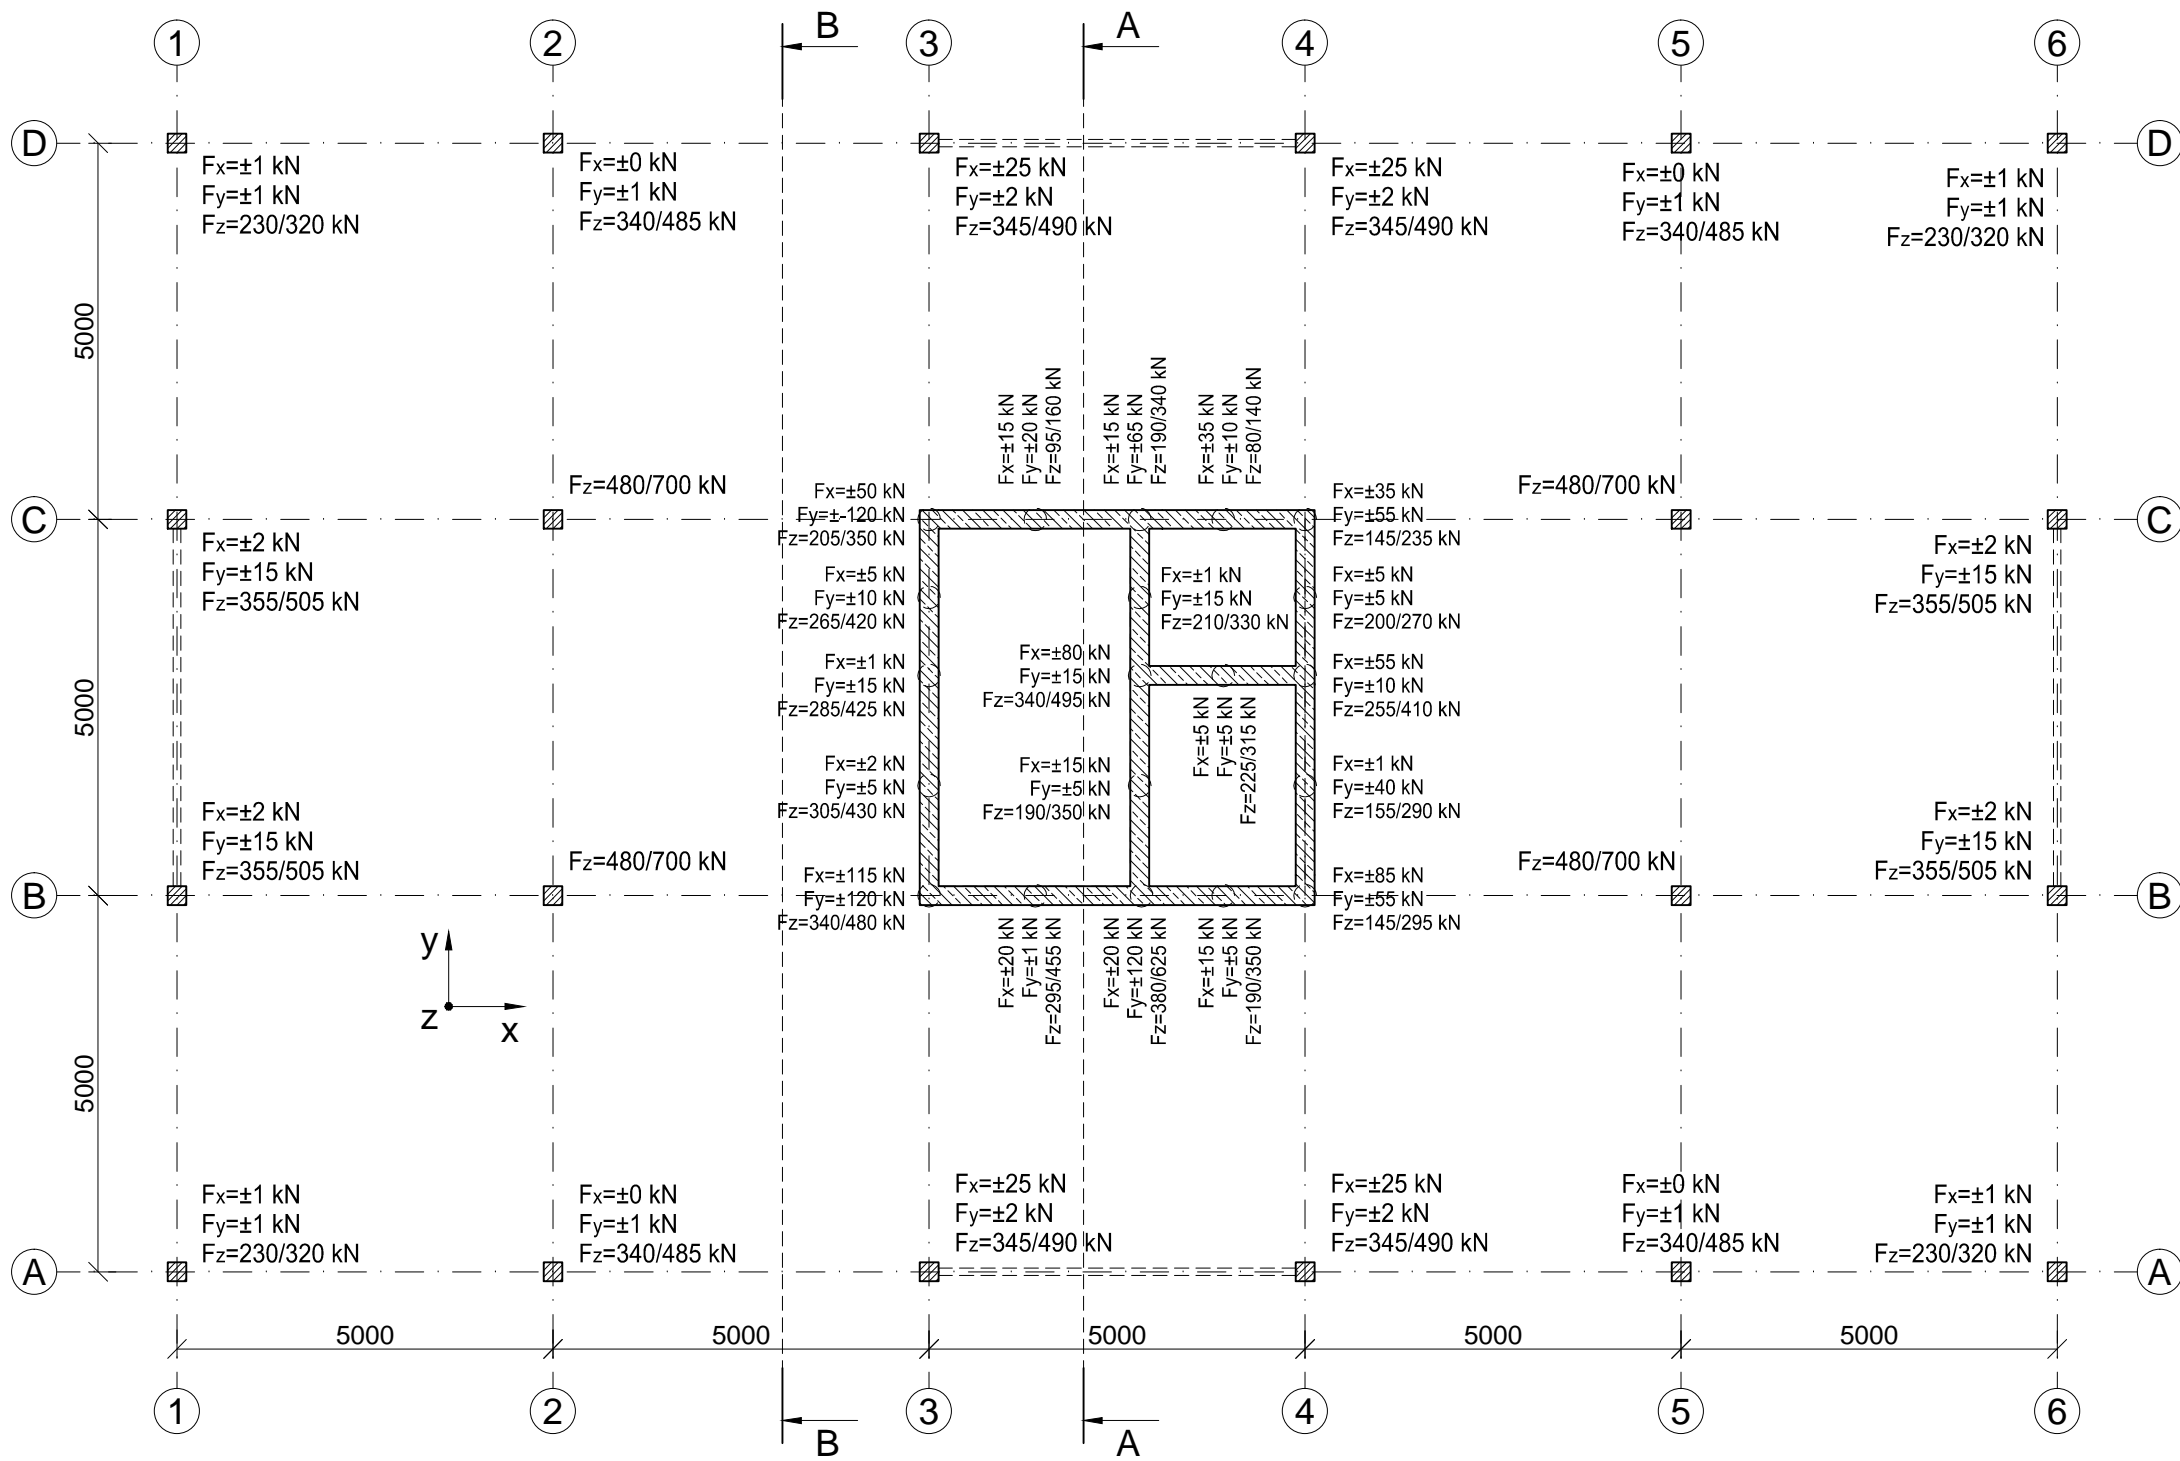 B
A
1
2
3
4
5
6
D
D
Fx=±1 kN
Fy=±1 kN
Fz=230/320 kN
Fx=±0 kN
Fy=±1 kN
Fz=340/485 kN
Fx=±25 kN
Fy=±2 kN
Fz=345/490 kN
Fx=±25 kN
Fy=±2 kN
Fz=345/490 kN
Fx=±0 kN
Fy=±1 kN
Fz=340/485 kN
Fx=±1 kN
Fy=±1 kN
Fz=230/320 kN
5000
Fx=±15 kN
Fy=±20 kN
Fz=95/160 kN
Fx=±15 kN
Fy=±65 kN
Fz=190/340 kN
Fx=±35 kN
Fy=±10 kN
Fz=80/140 kN
Fz=480/700 kN
Fx=±50 kN
Fy=±-120 kN
Fz=205/350 kN
Fx=±35 kN
Fy=±55 kN
Fz=145/235 kN
Fz=480/700 kN
C
C
Fx=±2 kN
Fy=±15 kN
Fz=355/505 kN
Fx=±5 kN
Fy=±10 kN
Fz=265/420 kN
Fx=±1 kN
Fy=±15 kN
Fz=210/330 kN
Fx=±5 kN
Fy=±5 kN
Fz=200/270 kN
Fx=±2 kN
Fy=±15 kN
Fz=355/505 kN
5000
Fx=±1 kN
Fy=±15 kN
Fz=285/425 kN
Fx=±80 kN
Fy=±15 kN
Fz=340/495 kN
Fx=±5 kN
Fy=±5 kN
Fz=225/315 kN
Fx=±55 kN
Fy=±10 kN
Fz=255/410 kN
Fx=±2 kN
Fy=±5 kN
Fz=305/430 kN
Fx=±15 kN
Fy=±5 kN
Fz=190/350 kN
Fx=±1 kN
Fy=±40 kN
Fz=155/290 kN
Fx=±2 kN
Fy=±15 kN
Fz=355/505 kN
Fz=480/700 kN
Fx=±115 kN
Fy=±120 kN
Fz=340/480 kN
Fx=±85 kN
Fy=±55 kN
Fz=145/295 kN
Fz=480/700 kN
Fx=±2 kN
Fy=±15 kN
Fz=355/505 kN
B
B
Fx=±20 kN
Fy=±1 kN
Fz=295/455 kN
Fx=±20 kN
Fy=±120 kN
Fz=380/625 kN
Fx=±15 kN
Fy=±5 kN
Fz=190/350 kN
y
z
x
5000
Fx=±1 kN
Fy=±1 kN
Fz=230/320 kN
Fx=±0 kN
Fy=±1 kN
Fz=340/485 kN
Fx=±25 kN
Fy=±2 kN
Fz=345/490 kN
Fx=±25 kN
Fy=±2 kN
Fz=345/490 kN
Fx=±0 kN
Fy=±1 kN
Fz=340/485 kN
Fx=±1 kN
Fy=±1 kN
Fz=230/320 kN
A
A
5000
5000
5000
5000
5000
1
2
3
4
5
6
B
A